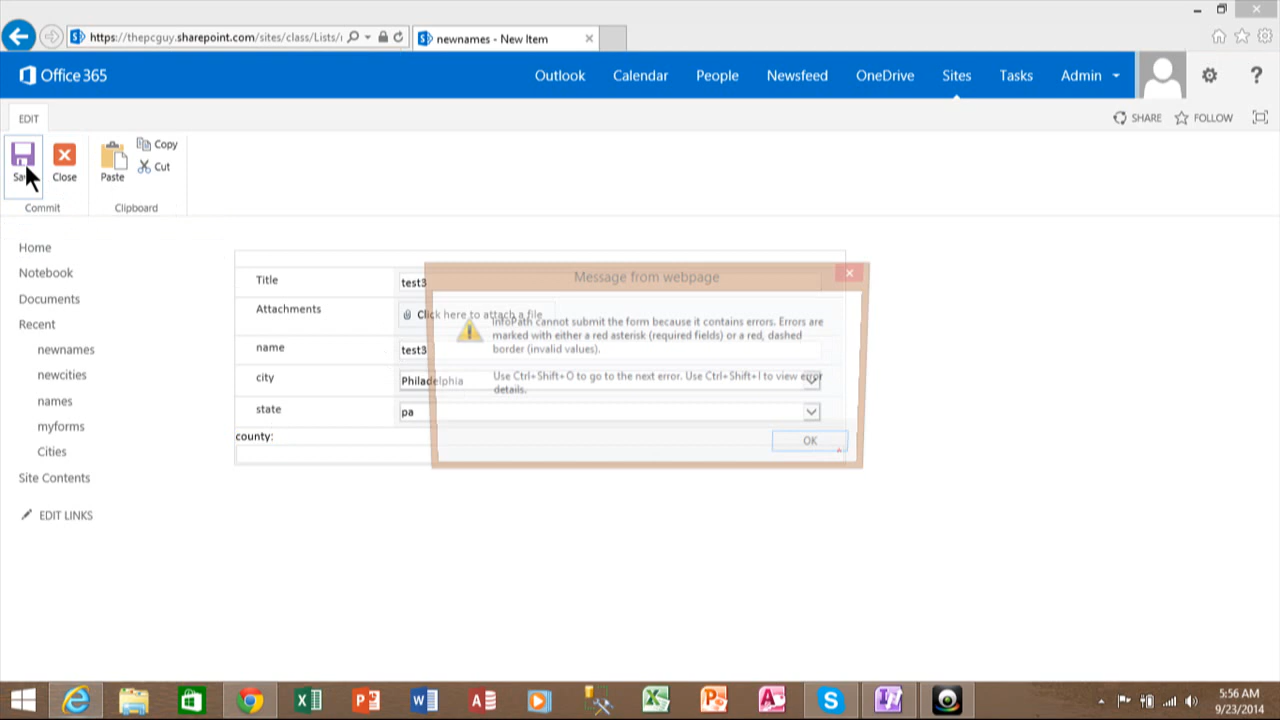 https://thepcguy.sharepoint.com/sites/class/Lists/
newnames - New Item
Office 365
Outlook
Calendar
People
Newsfeed
OneDrive
Sites
Tasks
Admin
?
EDIT
SHARE
FOLLOW
Close
Paste
Copy
Cut
Commit
Clipboard
Home
Notebook
Documents
Recent
newnames
newcities
names
myforms
Cities
Site Contents
EDIT LINKS
Title
test3
Attachments
Click here to attach a file
name
test3
city
Philadelphia
state
pa
county:
Message from webpage
InfoPath cannot submit the form because it contains errors. Errors are
marked with either a red asterisk (required fields) or a red, dashed
border (invalid values).
Use Ctrl+Shift+O to go to the next error. Use Ctrl+Shift+I to view error
details.
OK
5:56 AM
9/23/2014